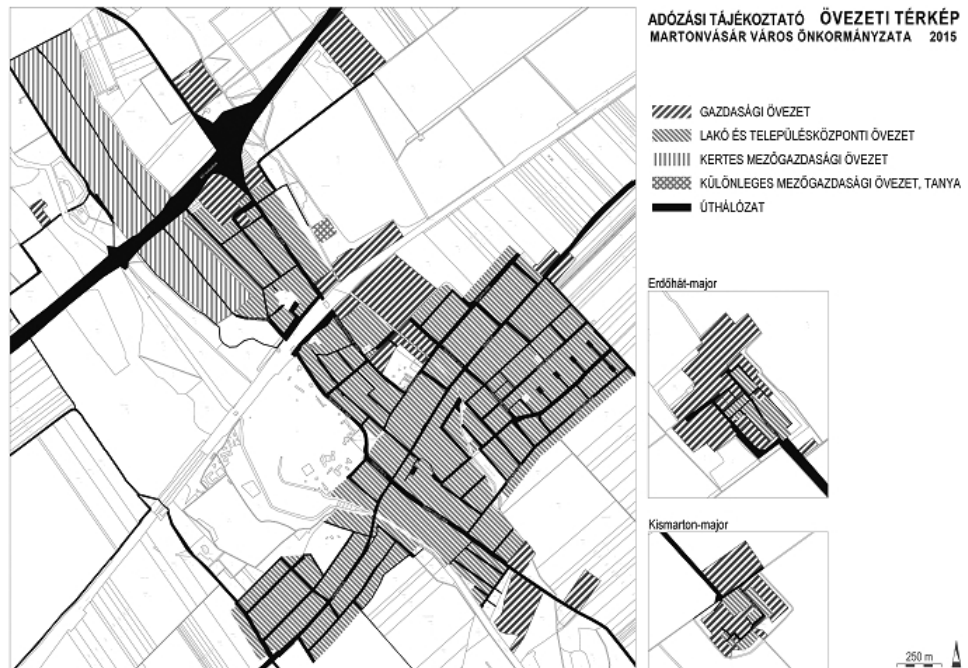 ADÓZÁSI TÁJÉKOZTATÓ ÖVEZETI TÉRKÉP
MARTONVÁSÁR VÁROS ÖNKORMÁNYZATA 2015
GAZDASÁGI ÖVEZET
LAKÓ ÉS TELEPÜLÉSKÖZPONTI ÖVEZET
KERTES MEZŐGAZDASÁGI ÖVEZET
KÜLÖNLEGES MEZŐGAZDASÁGI ÖVEZET, TANYA
ÚTHÁLÓZAT
Erdőhát-major
Kismarton-major
250 m